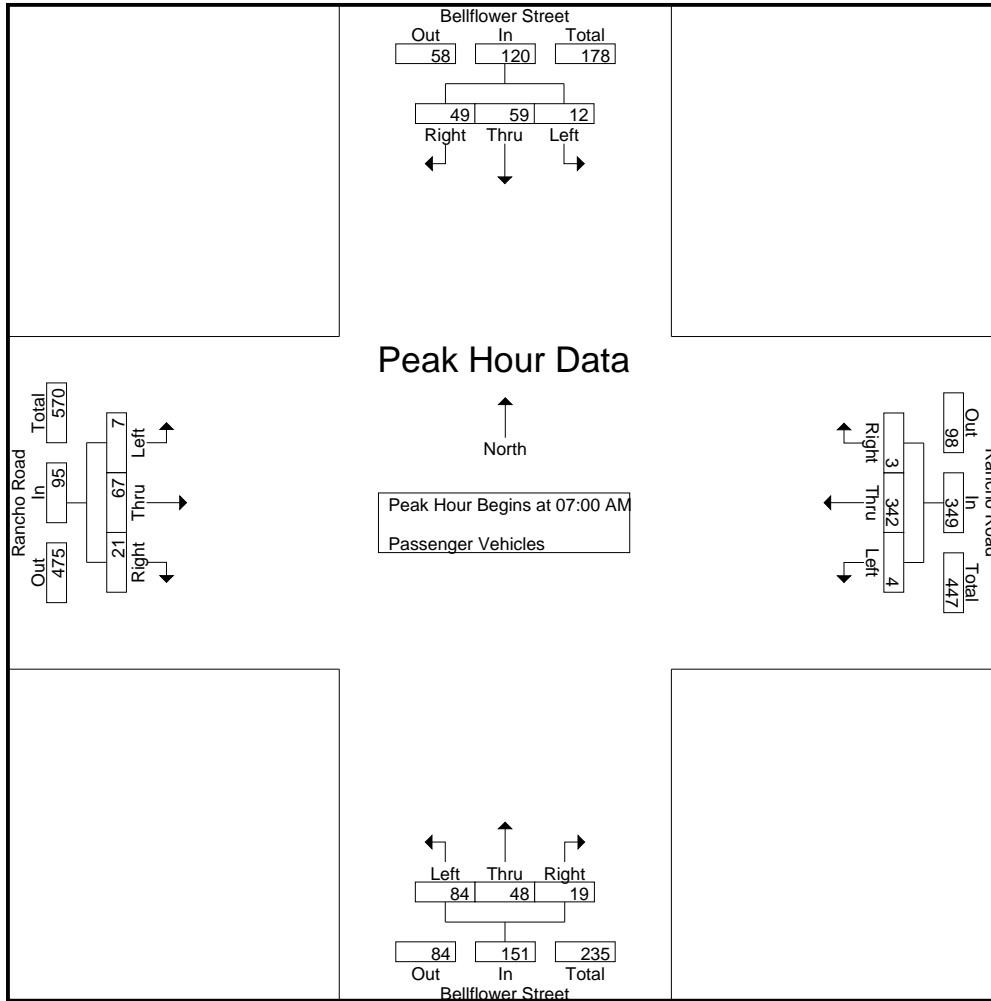 Bellflower Street
Out In Total
58 120 178
49 59 12
Right Thru Left
Peak Hour Data
North
Peak Hour Begins at 07:00 AM
Passenger Vehicles
Rancho Road
Total In Out
570 95 475
7 67 21
Left Thru Right
Rancho Road
Out In Total
98 349 447
3 342 4
Right Thru Left
Left Thru Right
84 48 19
84 151 235
Out In Total
Bellflower Street